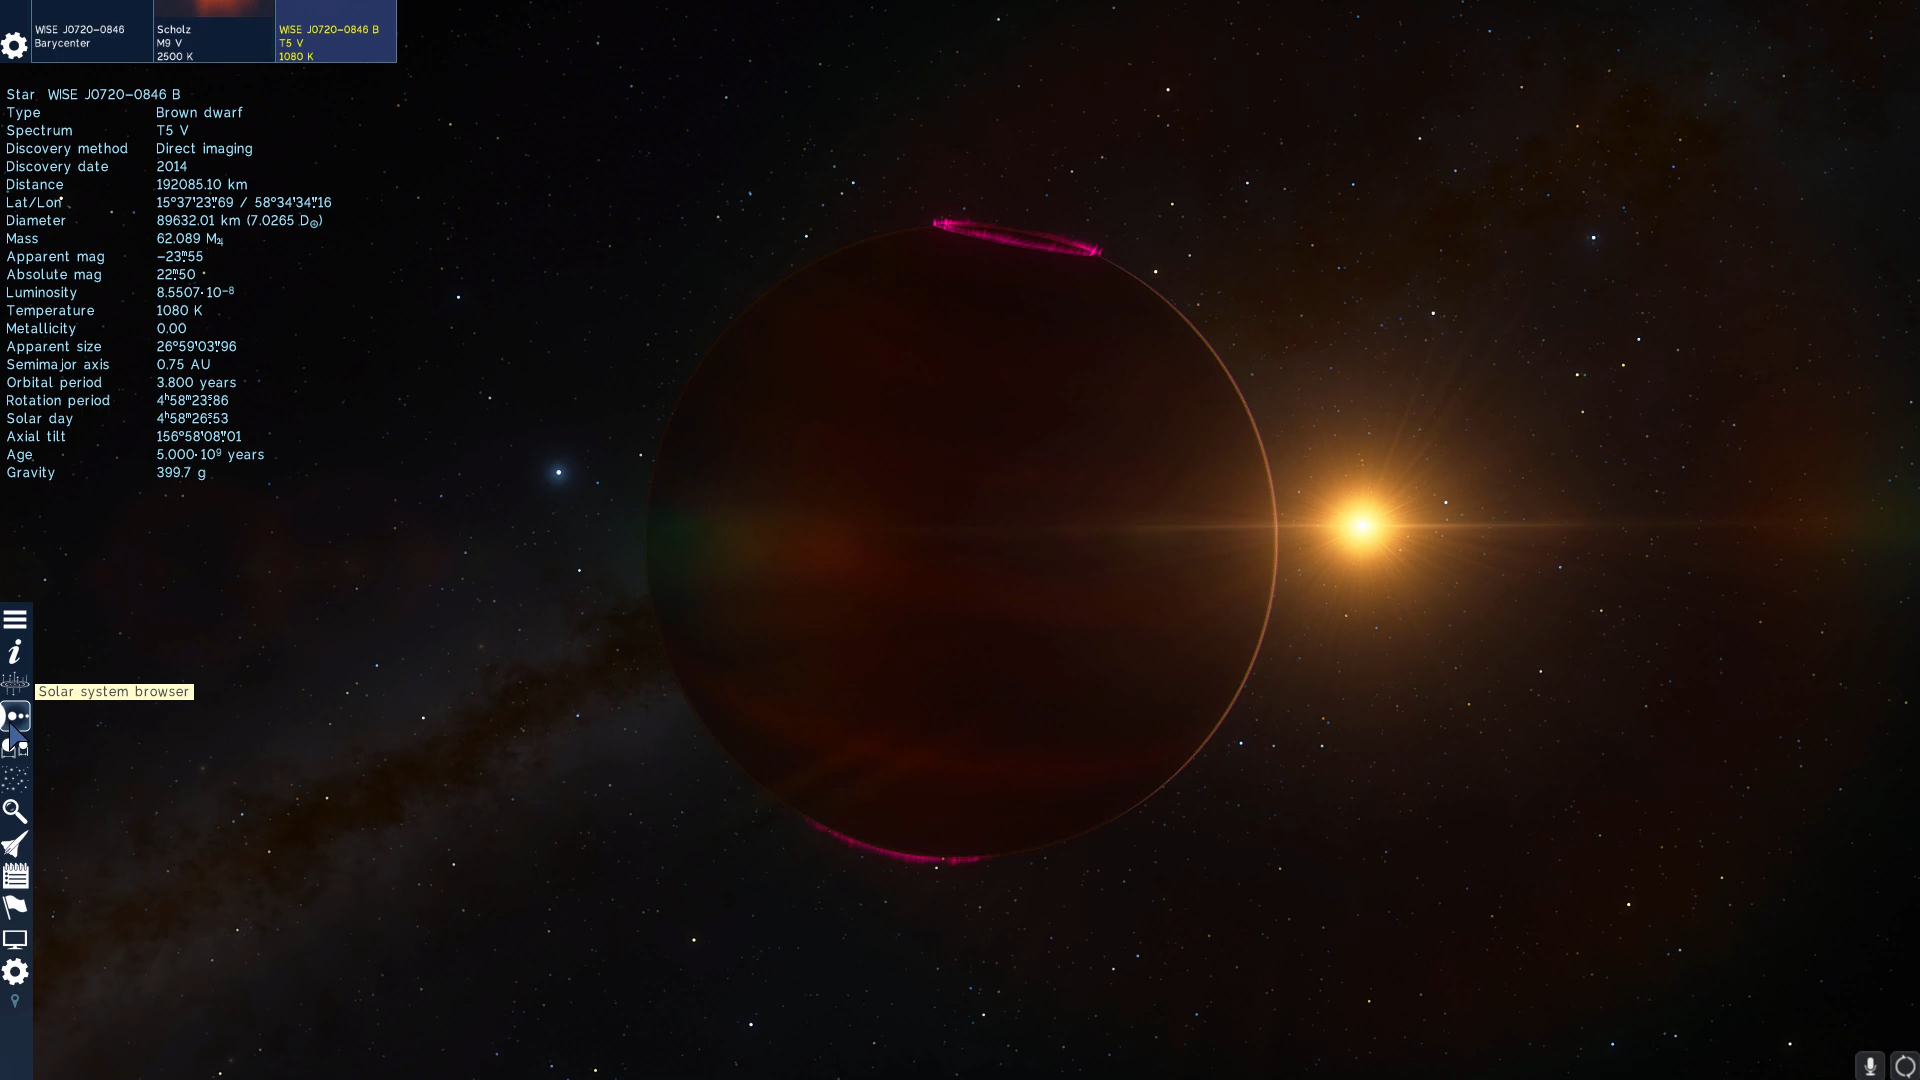 WISE J0720-0846
Barycenter
Scholz
M9 V
2500 K
WISE J0720-0846 B
T5 V
1080 K
Star WISE J0720-0846 B
Type Brown dwarf
Spectrum T5 V
Discovery method Direct imaging
Discovery date 2014
Distance 192085.10 km
Lat/Lon 15°37'23."69 / 58°34'34."16
Diameter 89632.01 km (7.0265 D⊕)
Mass 62.089 M♃
Apparent mag −23ᵐ.55
Absolute mag 22ᵐ.50
Luminosity 8.5507·10⁻⁸
Temperature 1080 K
Metallicity 0.00
Apparent size 26°59'03."96
Semimajor axis 0.75 AU
Orbital period 3.800 years
Rotation period 4ʰ58ᵐ23ˢ.86
Solar day 4ʰ58ᵐ26ˢ.53
Axial tilt 156°58'08."01
Age 5.000·10⁹ years
Gravity 399.7 g
Solar system browser